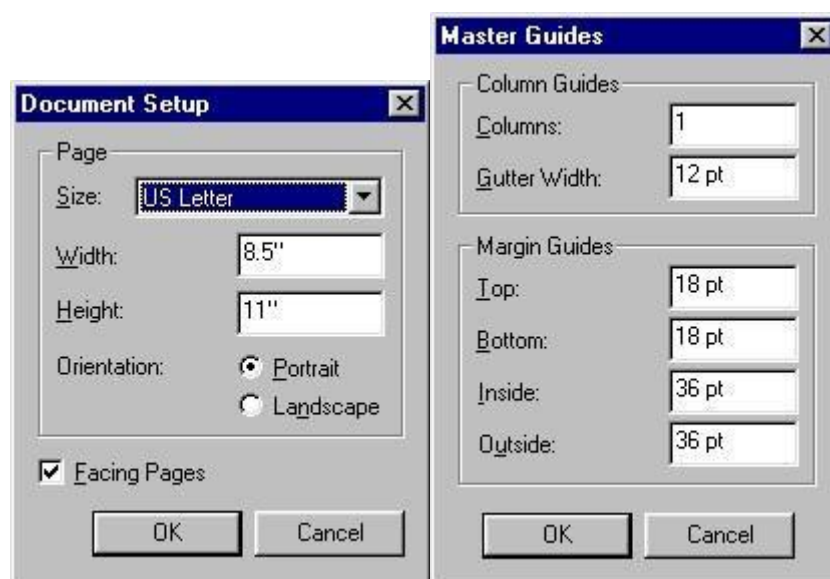 Document Setup
Page
Size: US Letter
Width: 8.5"
Height: 11"
Orientation: Portrait
Landscape
Facing Pages
OK Cancel
Master Guides
Column Guides
Columns: 1
Gutter Width: 12 pt
Margin Guides
Top: 18 pt
Bottom: 18 pt
Inside: 36 pt
Outside: 36 pt
OK Cancel